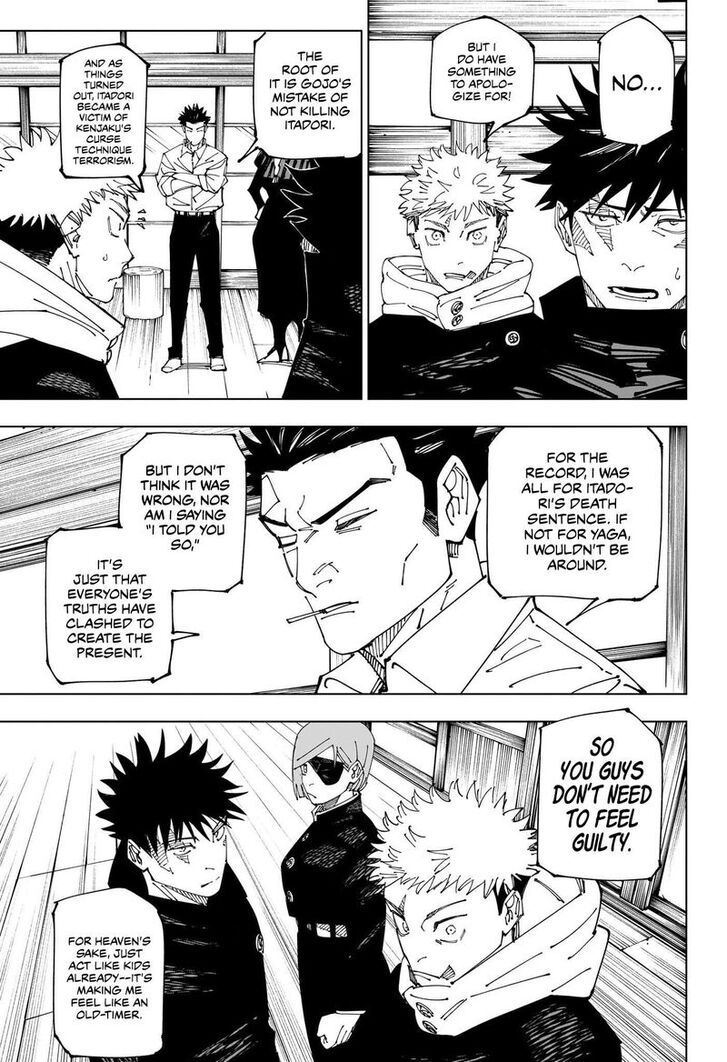 NO...
BUT I
DO HAVE
SOMETHING
TO APOLO-
GIZE FOR!
THE
ROOT OF
IT IS GOJO'S
MISTAKE OF
NOT KILLING
ITADORI.
AND AS
THINGS
TURNED
OUT, ITADORI
BECAME A
VICTIM OF
KENJAKU'S
CURSE
TECHNIQUE
TERRORISM.
FOR THE
RECORD, I WAS
ALL FOR ITADO-
RI'S DEATH
SENTENCE. IF
NOT FOR YAGA,
I WOULDN'T BE
AROUND.
BUT I DON'T
THINK IT WAS
WRONG, NOR
AM I SAYING
"I TOLD YOU
SO,"
IT'S
JUST THAT
EVERYONE'S
TRUTHS HAVE
CLASHED TO
CREATE THE
PRESENT.
SO
YOU GUYS
DON'T NEED
TO FEEL
GUILTY.
FOR HEAVEN'S
SAKE, JUST
ACT LIKE KIDS
ALREADY--IT'S
MAKING ME
FEEL LIKE AN
OLD-TIMER.